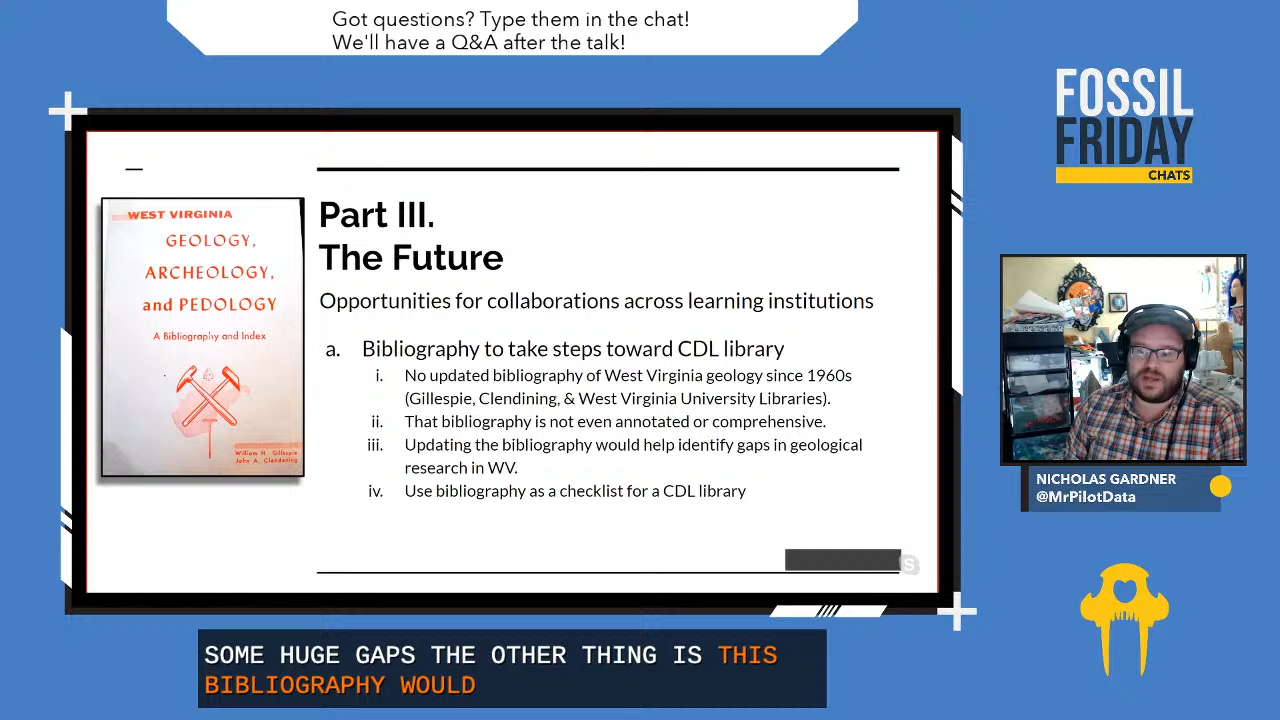 Got questions? Type them in the chat!
We'll have a Q&A after the talk!
FOSSIL
FRIDAY
CHATS
WEST VIRGINIA
GEOLOGY,
ARCHEOLOGY,
and PEDOLOGY
A Bibliography and Index
William H. Gillespie
John A. Clendening
Part III.
The Future
Opportunities for collaborations across learning institutions
a. Bibliography to take steps toward CDL library
i. No updated bibliography of West Virginia geology since 1960s
(Gillespie, Clendining, & West Virginia University Libraries).
ii. That bibliography is not even annotated or comprehensive.
iii. Updating the bibliography would help identify gaps in geological
research in WV.
iv. Use bibliography as a checklist for a CDL library
S
NICHOLAS GARDNER
@MrPilotData
SOME HUGE GAPS THE OTHER THING IS THIS
BIBLIOGRAPHY WOULD